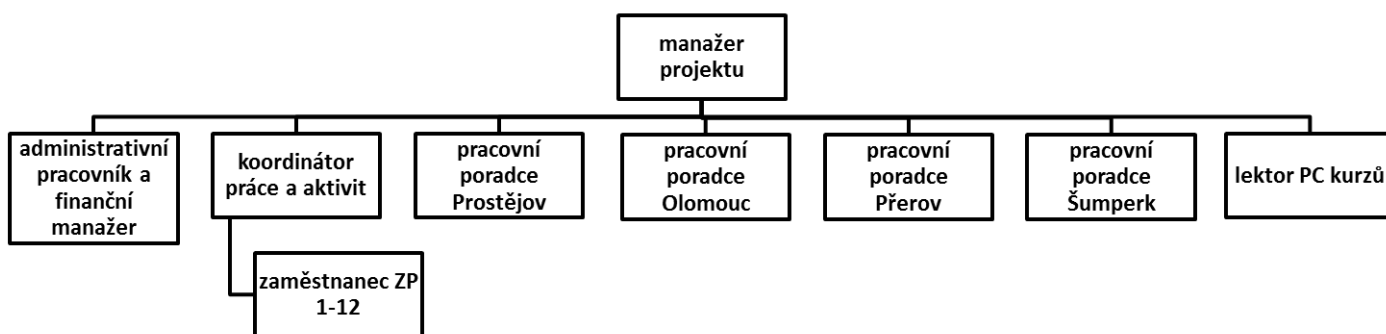 manažer
projektu
administrativní
pracovník a
finanční
manažer
koordinátor
práce a aktivit
pracovní
poradce
Prostějov
pracovní
poradce
Olomouc
pracovní
poradce
Přerov
pracovní
poradce
Šumperk
lektor PC kurzů
zaměstnanec ZP
1-12